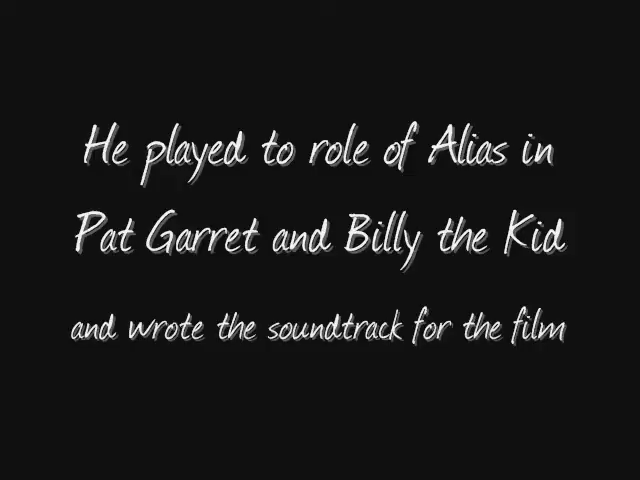 He played to role of Alias in
Pat Garret and Billy the Kid
and wrote the soundtrack for the film